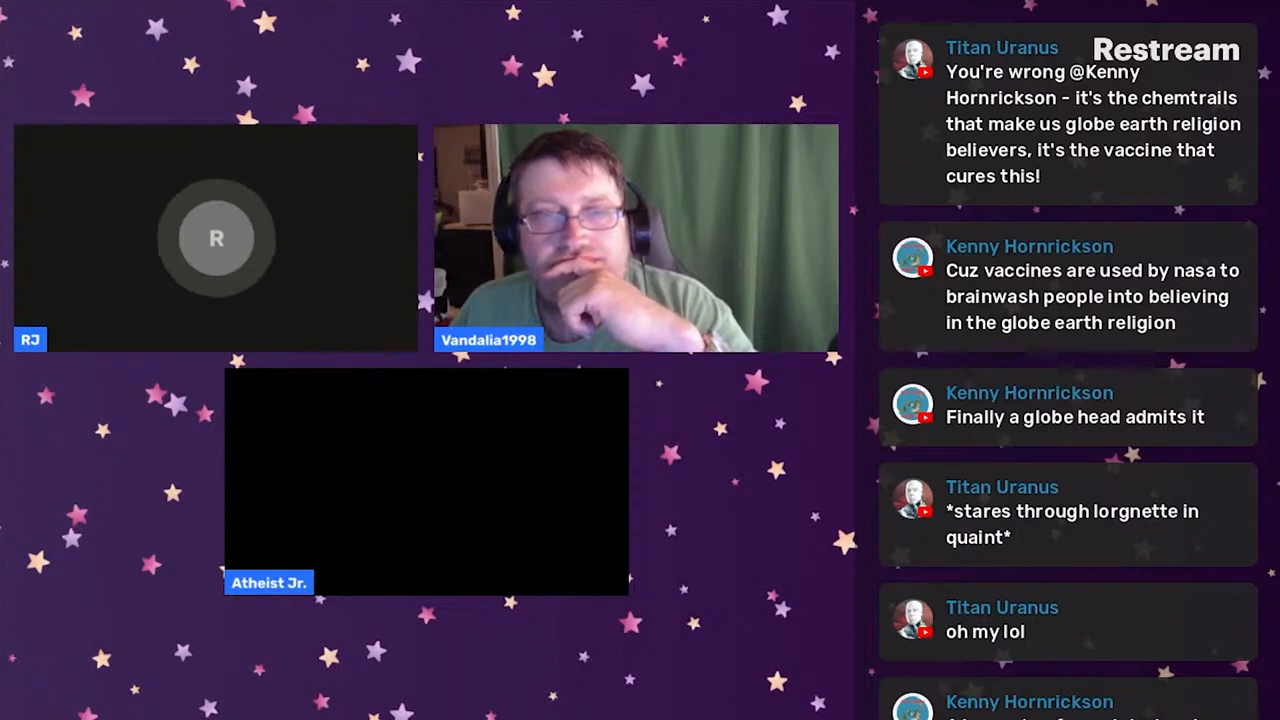 R
RJ
Vandalia1998
Atheist Jr.
Restream
Titan Uranus
You're wrong @Kenny
Hornrickson - it's the chemtrails
that make us globe earth religion
believers, it's the vaccine that
cures this!
Kenny Hornrickson
Cuz vaccines are used by nasa to
brainwash people into believing
in the globe earth religion
Kenny Hornrickson
Finally a globe head admits it
Titan Uranus
*stares through lorgnette in
quaint*
Titan Uranus
oh my lol
Kenny Hornrickson